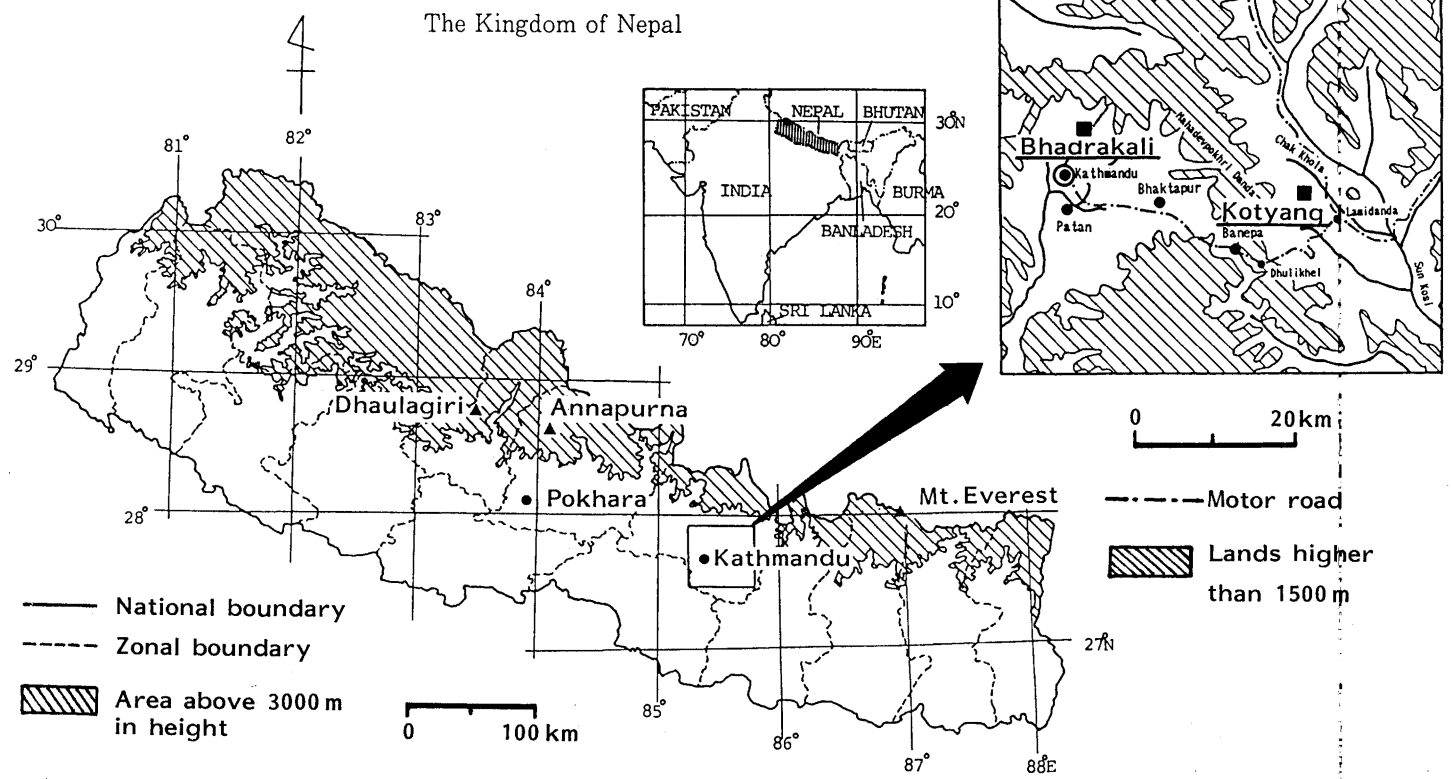 The Kingdom of Nepal
81°
82°
30°
83°
84°
29°
28°
Dhaulagiri
Annapurna
Pokhara
Kathmandu
Mt.Everest
27°N
85°
86°
87°
88°E
National boundary
Zonal boundary
Area above 3000 m
in height
0 100 km
PAKISTAN NEPAL BHUTAN
30°N
INDIA BURMA
20°
BANLADESH
10°
SRI LANKA
70° 80° 90°E
Bhadrakali
Kathmandu
Patan
Bhaktapur
Mahadevpokhri Danda
Chak Khola
Kotyang
Lamidanda
Banepa
Dhulikhel
Sun Kosi
0 20km
Motor road
Lands higher
than 1500 m